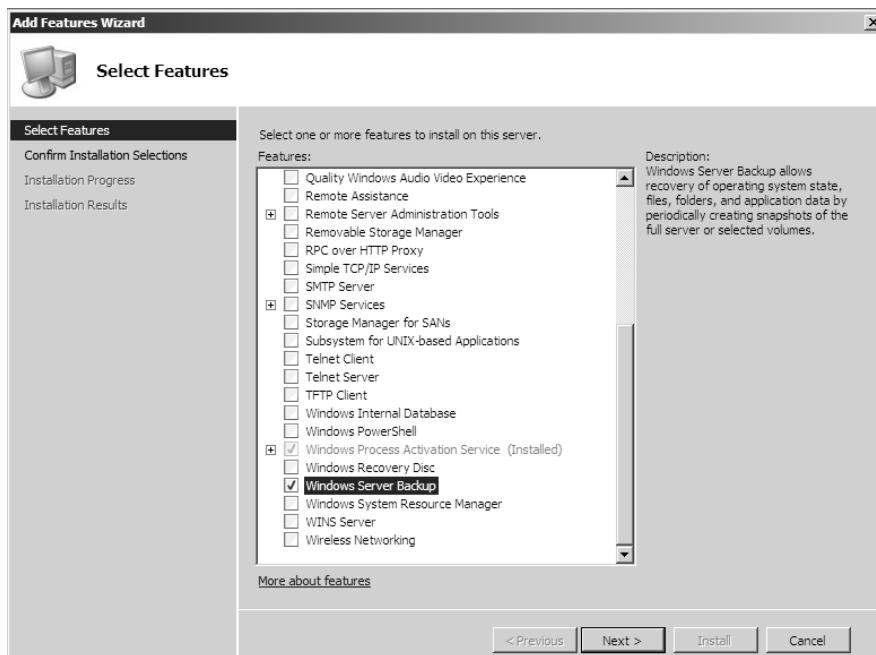 Add Features Wizard
Select Features
Select Features
Confirm Installation Selections
Installation Progress
Installation Results
Select one or more features to install on this server.
Features:
Quality Windows Audio Video Experience
Remote Assistance
Remote Server Administration Tools
Removable Storage Manager
RPC over HTTP Proxy
Simple TCP/IP Services
SMTP Server
SNMP Services
Storage Manager for SANs
Subsystem for UNIX-based Applications
Telnet Client
Telnet Server
TFTP Client
Windows Internal Database
Windows PowerShell
Windows Process Activation Service (Installed)
Windows Recovery Disc
Windows Server Backup
Windows System Resource Manager
WINS Server
Wireless Networking
More about features
Description:
Windows Server Backup allows
recovery of operating system state,
files, folders, and application data by
periodically creating snapshots of the
full server or selected volumes.
< Previous
Next >
Install
Cancel